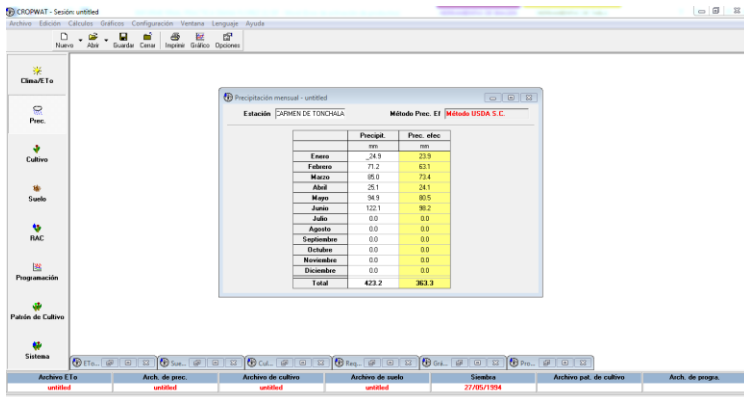 CROPWAT - Sesión: untitled
Archivo Edición Cálculos Gráficos Configuración Ventana Lenguaje Ayuda
Nuevo Abrir Guardar Cerrar Imprimir Gráfico Opciones
Clima/ETo
Prec.
Cultivo
Suelo
RAC
Programación
Patrón de Cultivo
Sistema
Precipitación mensual - untitled
Estación CARMEN DE TONCHALA Método Prec. Ef Método USDA S.C.
Precipit. Prec. efec
mm mm
Enero _24.9 23.9
Febrero 71.2 63.1
Marzo 85.0 73.4
Abril 25.1 24.1
Mayo 94.9 80.5
Junio 122.1 98.2
Julio 0.0 0.0
Agosto 0.0 0.0
Septiembre 0.0 0.0
Octubre 0.0 0.0
Noviembre 0.0 0.0
Diciembre 0.0 0.0
Total 423.2 363.3
ETo... Sue... Cul... Req... Grá... Pro...
Archivo ETo Arch. de prec. Archivo de cultivo Archivo de suelo Siembra Archivo pat. de cultivo Arch. de progra.
untitled untitled untitled untitled 27/05/1994